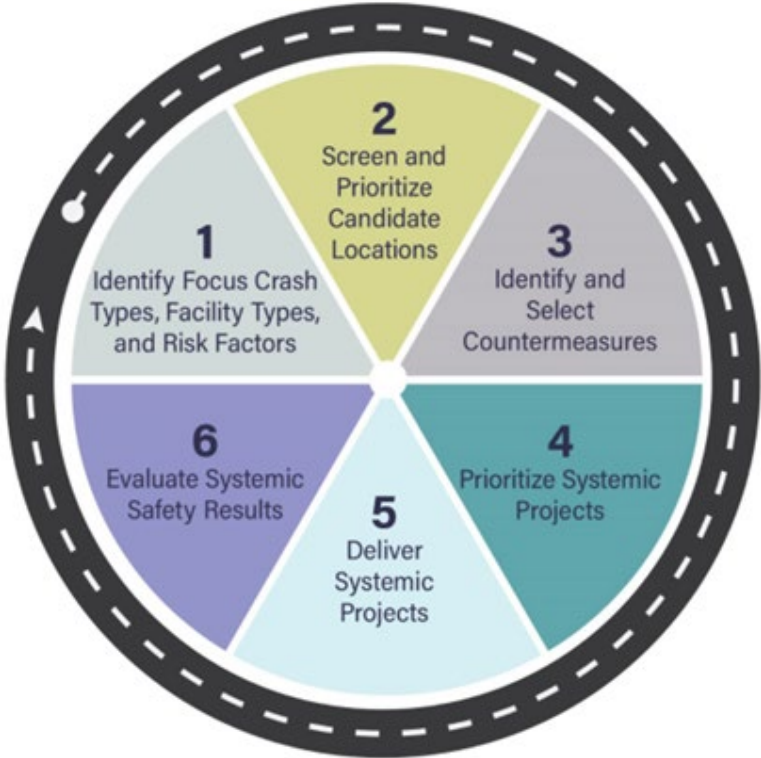 1
Identify Focus Crash
Types, Facility Types,
and Risk Factors
2
Screen and
Prioritize
Candidate
Locations
3
Identify and
Select
Countermeasures
4
Prioritize Systemic
Projects
5
Deliver
Systemic
Projects
6
Evaluate Systemic
Safety Results